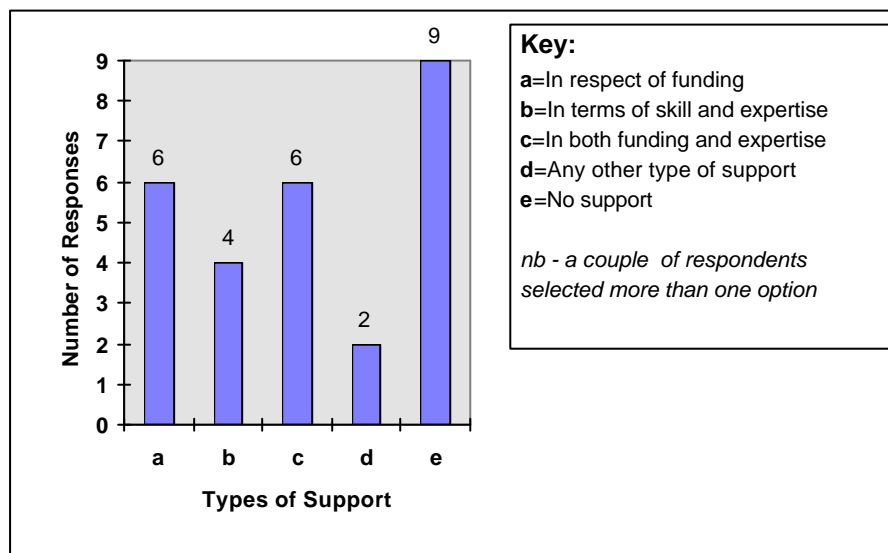 9
9
8
7
6
5
4
3
2
1
0
6
4
6
2
Number of Responses
a b c d e
Types of Support
Key:
a=In respect of funding
b=In terms of skill and expertise
c=In both funding and expertise
d=Any other type of support
e=No support
nb - a couple  of respondents
selected more than one option